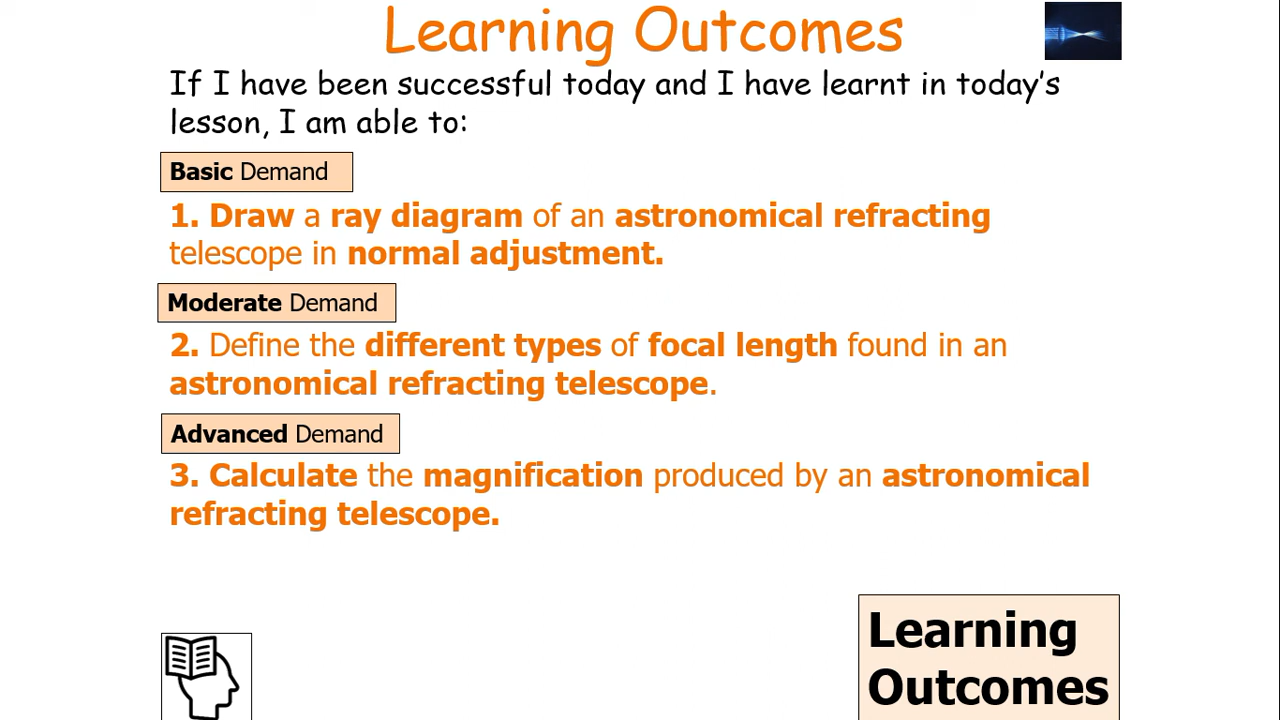 Learning Outcomes
If I have been successful today and I have learnt in today's
lesson, I am able to:
Basic Demand
1. Draw a ray diagram of an astronomical refracting
telescope in normal adjustment.
Moderate Demand
2. Define the different types of focal length found in an
astronomical refracting telescope.
Advanced Demand
3. Calculate the magnification produced by an astronomical
refracting telescope.
Learning
Outcomes